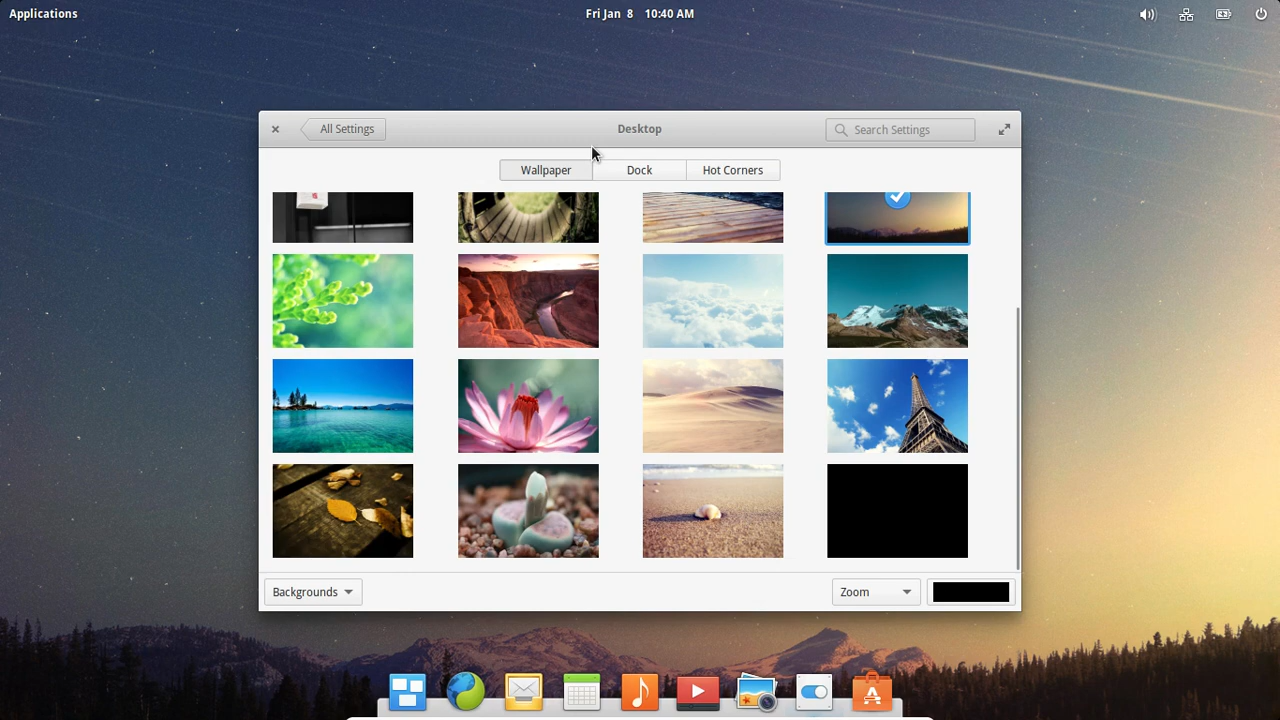 Applications
Fri Jan 8 10:40 AM
All Settings
Desktop
Search Settings
Wallpaper
Dock
Hot Corners
Backgrounds
Zoom